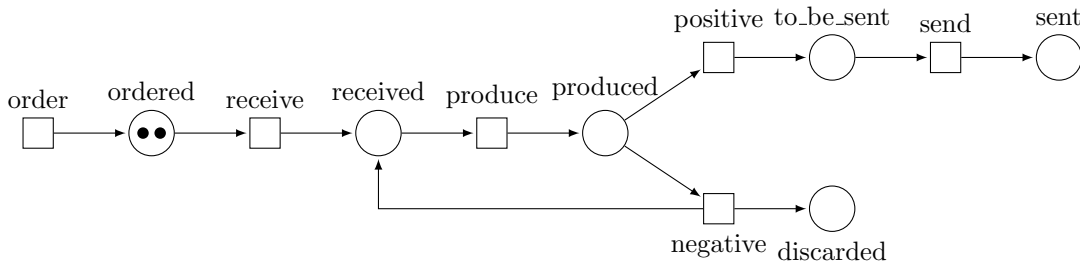 order
ordered
receive
received
produce
produced
positive
to_be_sent
send
sent
negative
discarded